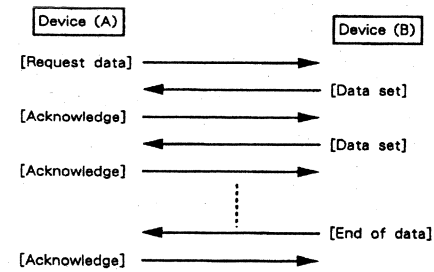 Device (A)
Device (B)
[Request data]
[Data set]
[Acknowledge]
[Data set]
[Acknowledge]
[End of data]
[Acknowledge]